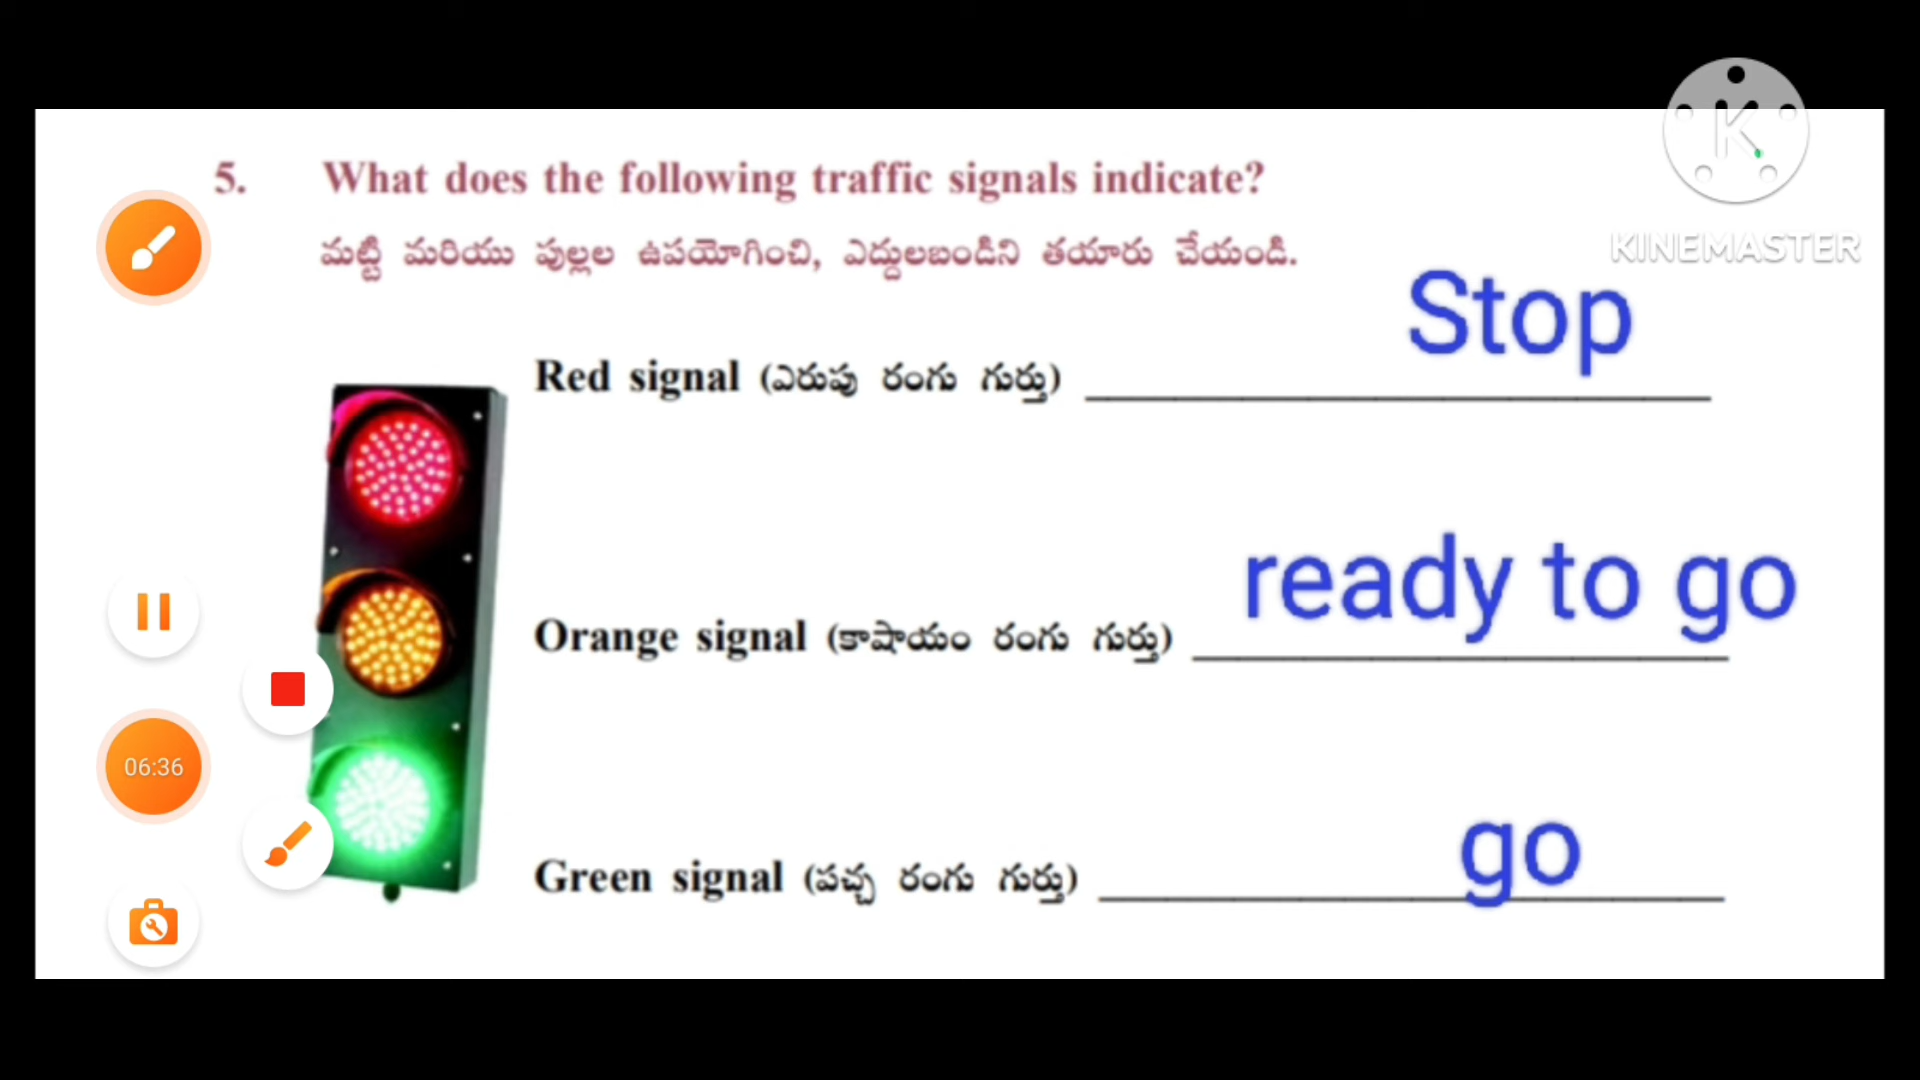 KINEMASTER
5. What does the following traffic signals indicate?
మట్టి మరియు పుల్లల ఉపయోగించి, ఎద్దులబండిని తయారు చేయండి.
Stop
Red signal (ఎరుపు రంగు గుర్తు)
ready to go
Orange signal (కాషాయం రంగు గుర్తు)
06:36
go
Green signal (పచ్చ రంగు గుర్తు)